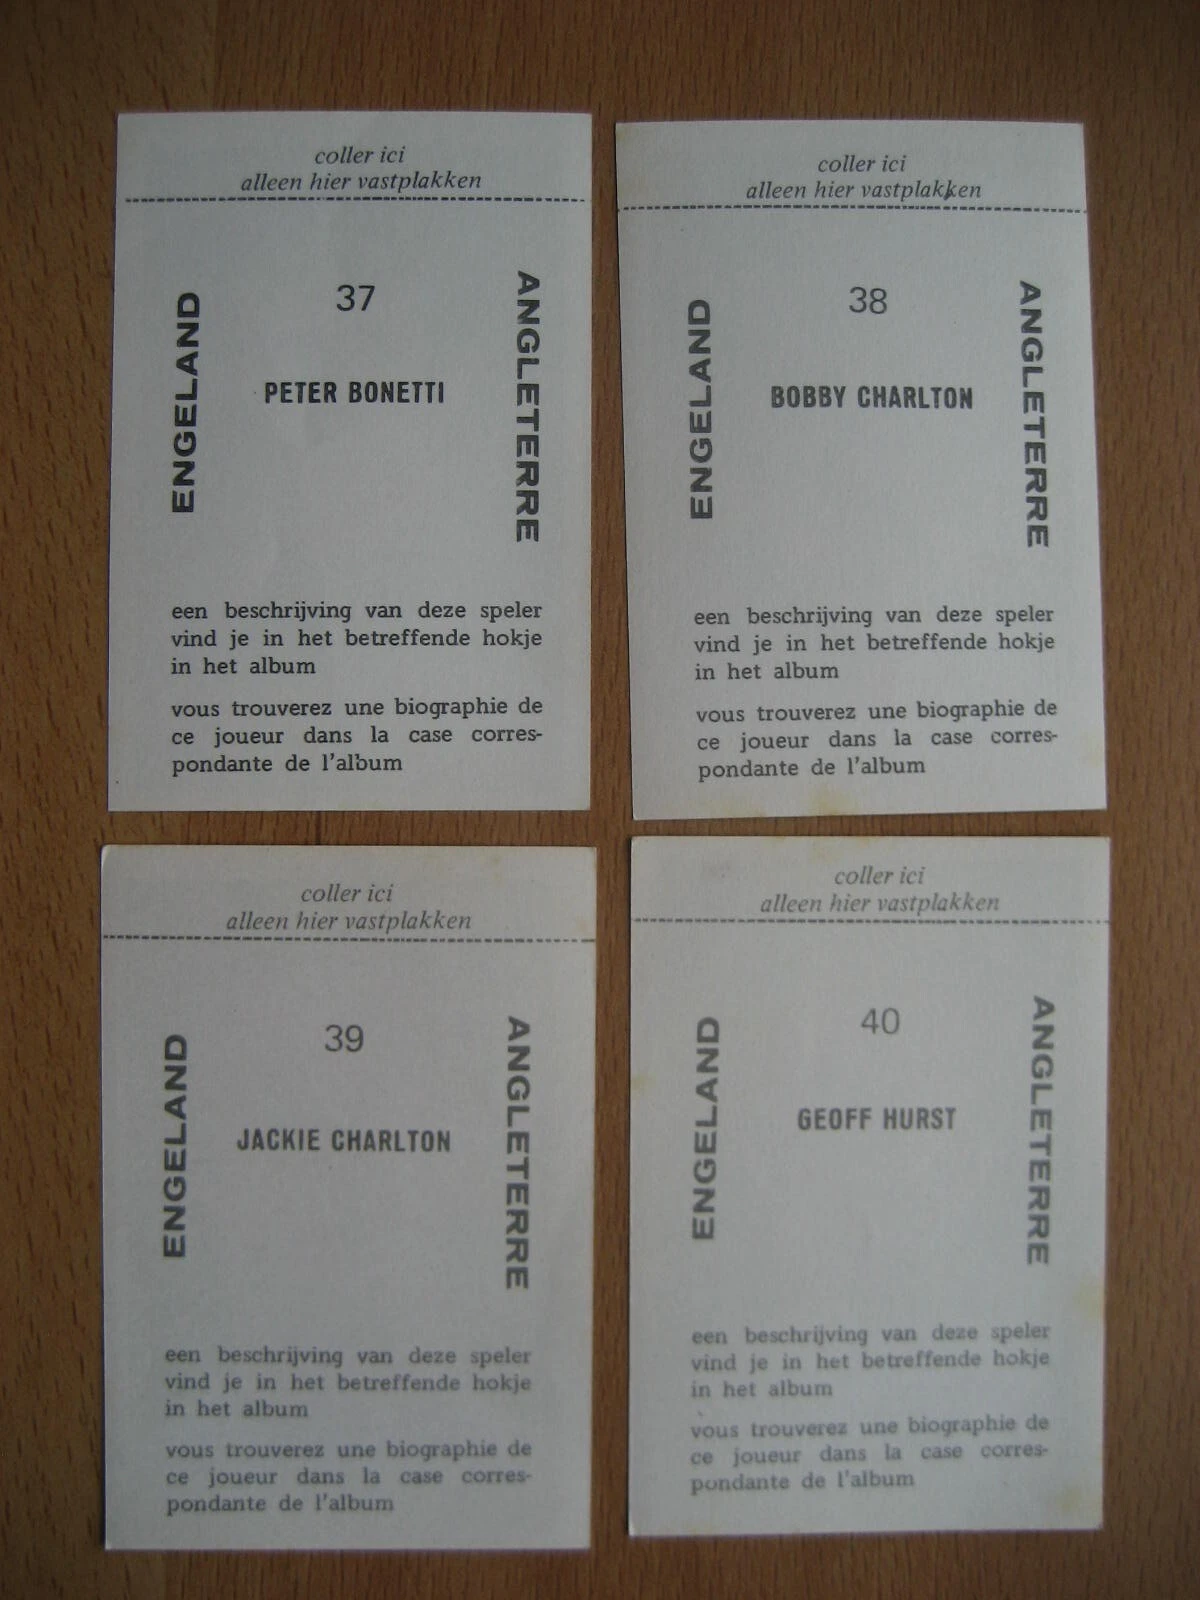 coller ici
alleen hier vastplakken
37
ENGELAND
PETER BONETTI
ANGLETERRE
een beschrijving van deze speler
vind je in het betreffende hokje
in het album
vous trouverez une biographie de
ce joueur dans la case corres-
pondante de l'album
coller ici
alleen hier vastplakken
38
ENGELAND
BOBBY CHARLTON
ANGLETERRE
een beschrijving van deze speler
vind je in het betreffende hokje
in het album
vous trouverez une biographie de
ce joueur dans la case corres-
pondante de l'album
coller ici
alleen hier vastplakken
39
ENGELAND
JACKIE CHARLTON
ANGLETERRE
een beschrijving van deze speler
vind je in het betreffende hokje
in het album
vous trouverez une biographie de
ce joueur dans la case corres-
pondante de l'album
coller ici
alleen hier vastplakken
40
ENGELAND
GEOFF HURST
ANGLETERRE
een beschrijving van deze speler
vind je in het betreffende hokje
in het album
vous trouverez une biographie de
ce joueur dans la case corres-
pondante de l'album